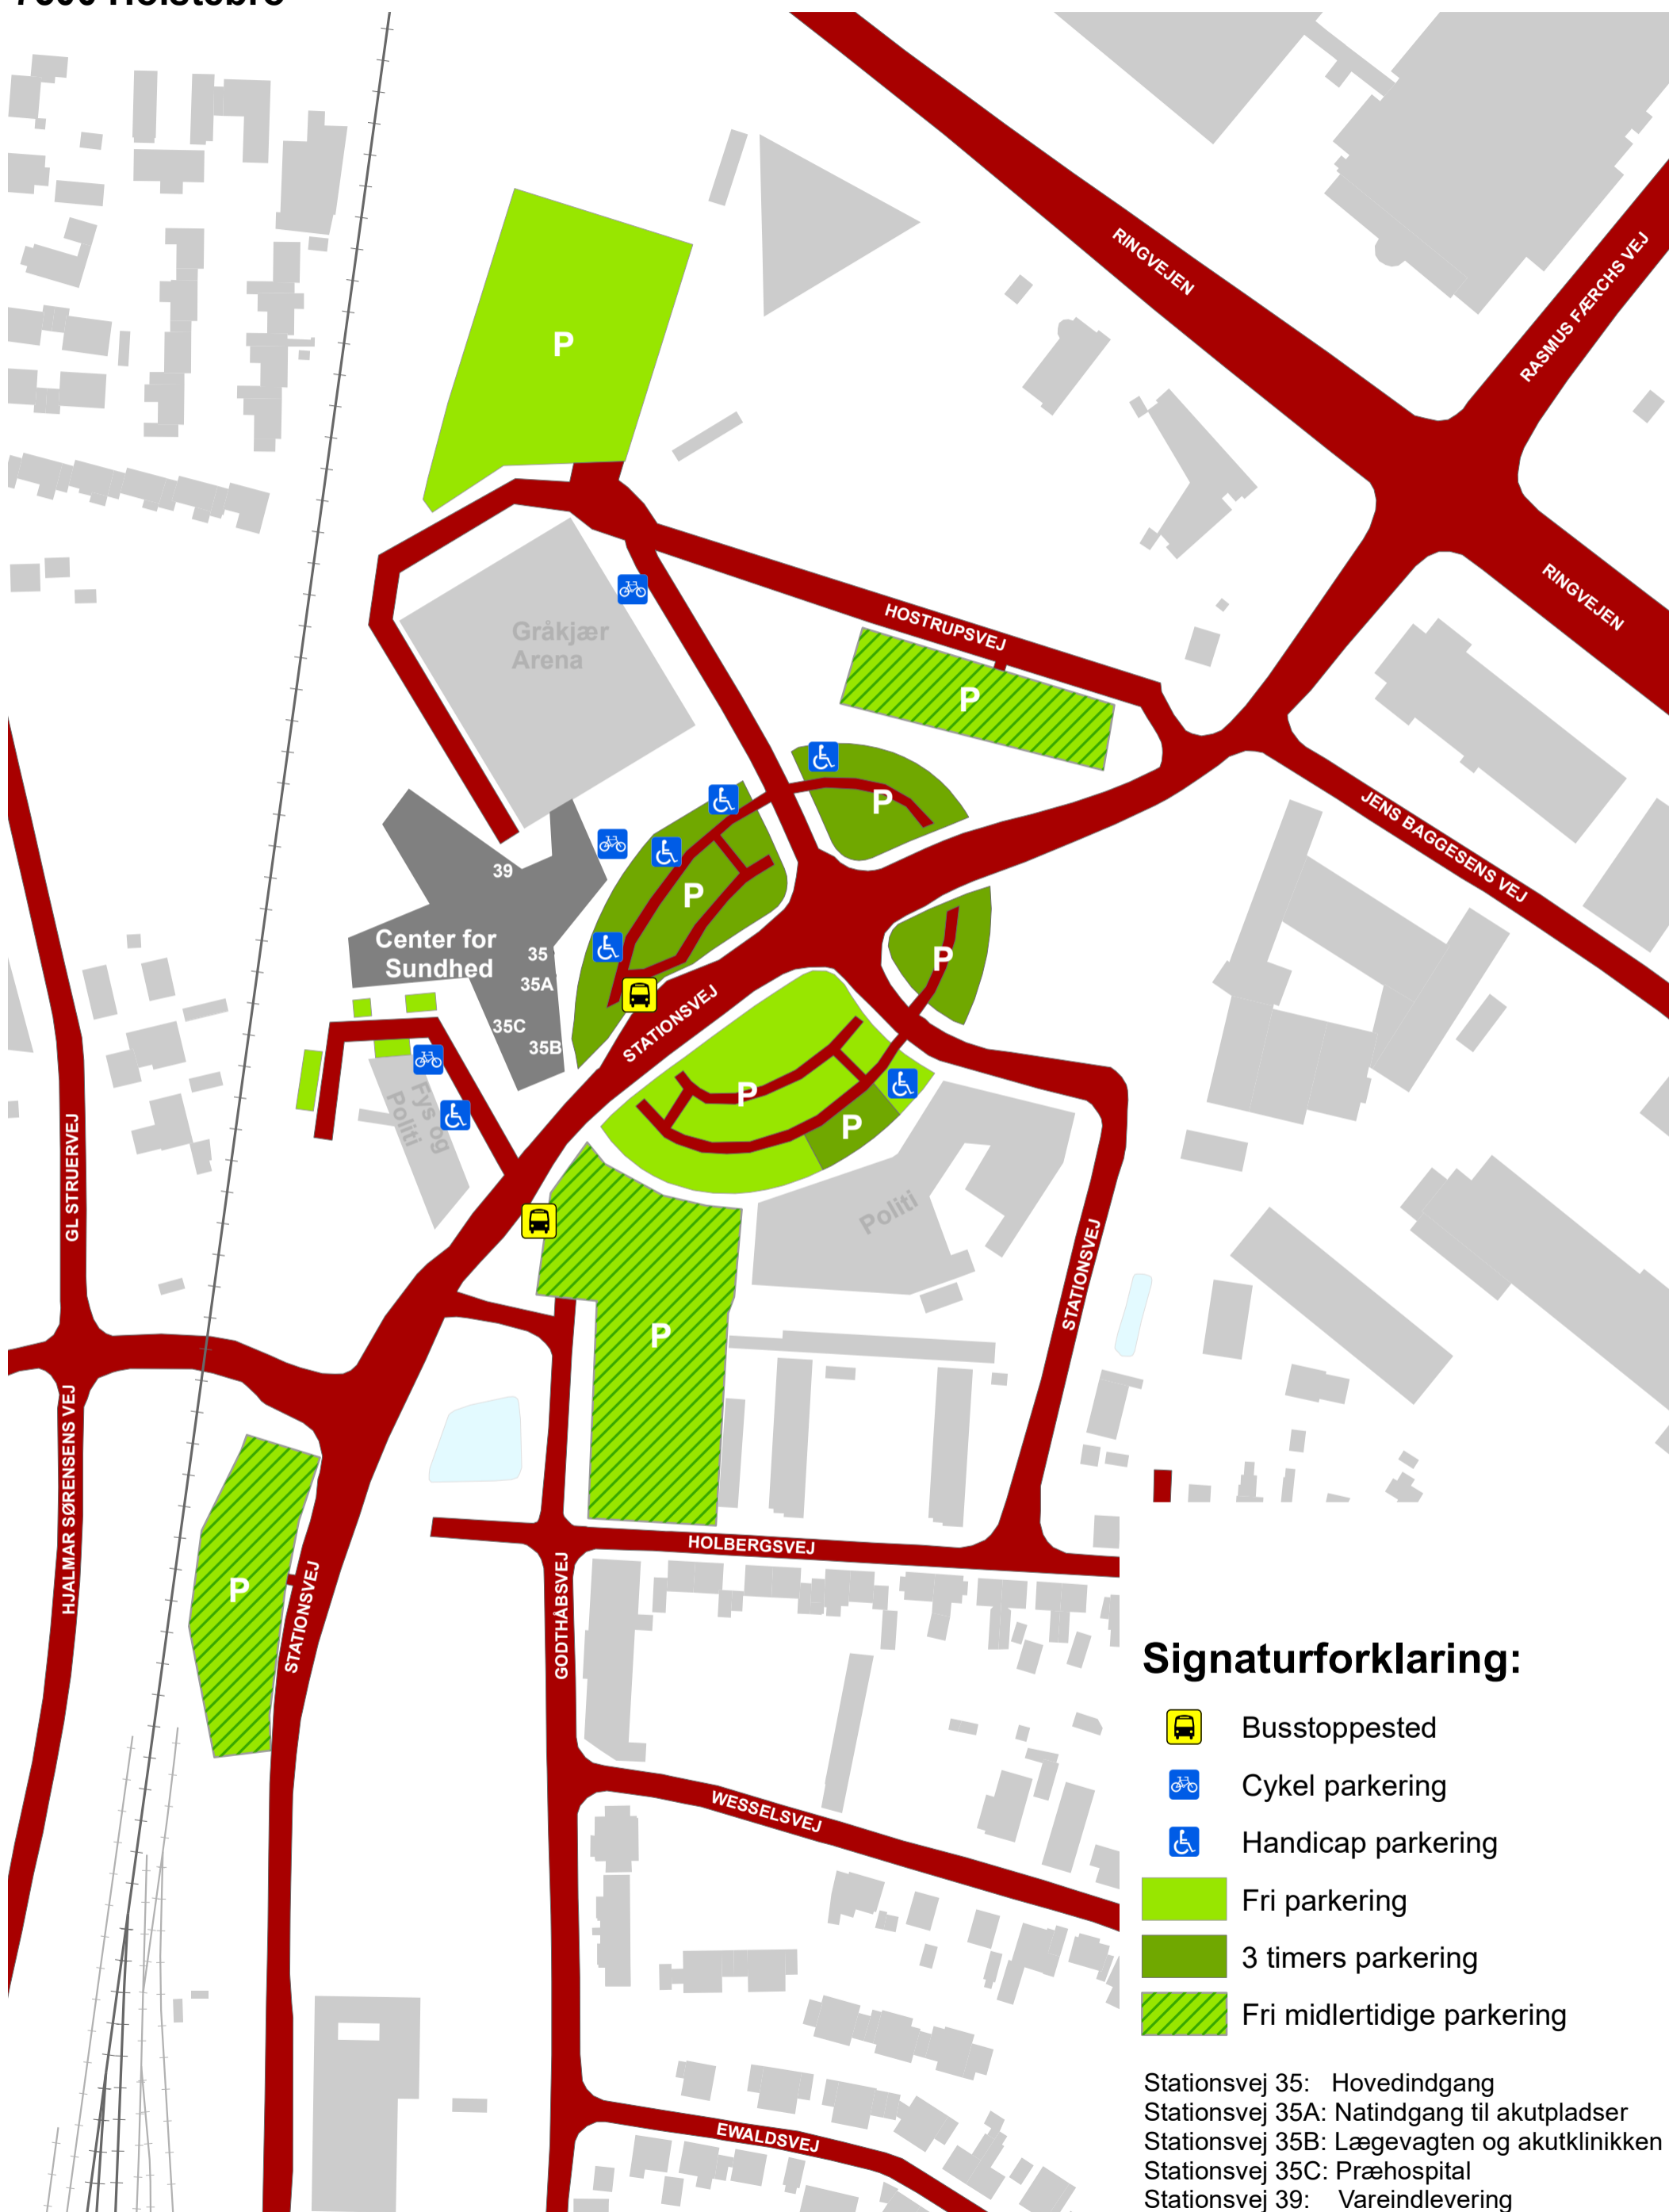 7500 Holstebro
RINGVEJEN
RASMUS FÆRCHS VEJ
P
RINGVEJEN
HOSTRUPSVEJ
Gråkjær
Arena
P
P
JENS BAGGESENS VEJ
39
P
Center for
Sundhed
35
35A
P
35C
35B
STATIONSVEJ
Fys og
Politi
P
P
GL STRUERVEJ
Politi
STATIONSVEJ
P
HJALMAR SØRENSENS VEJ
HOLBERGSVEJ
P
STATIONSVEJ
GODTHÅBSVEJ
WESSELSVEJ
EWALDSVEJ
Signaturforklaring:
Busstoppested
Cykel parkering
Handicap parkering
Fri parkering
3 timers parkering
Fri midlertidige parkering
Stationsvej 35: Hovedindgang
Stationsvej 35A: Natindgang til akutpladser
Stationsvej 35B: Lægevagten og akutklinikken
Stationsvej 35C: Præhospital
Stationsvej 39: Vareindlevering